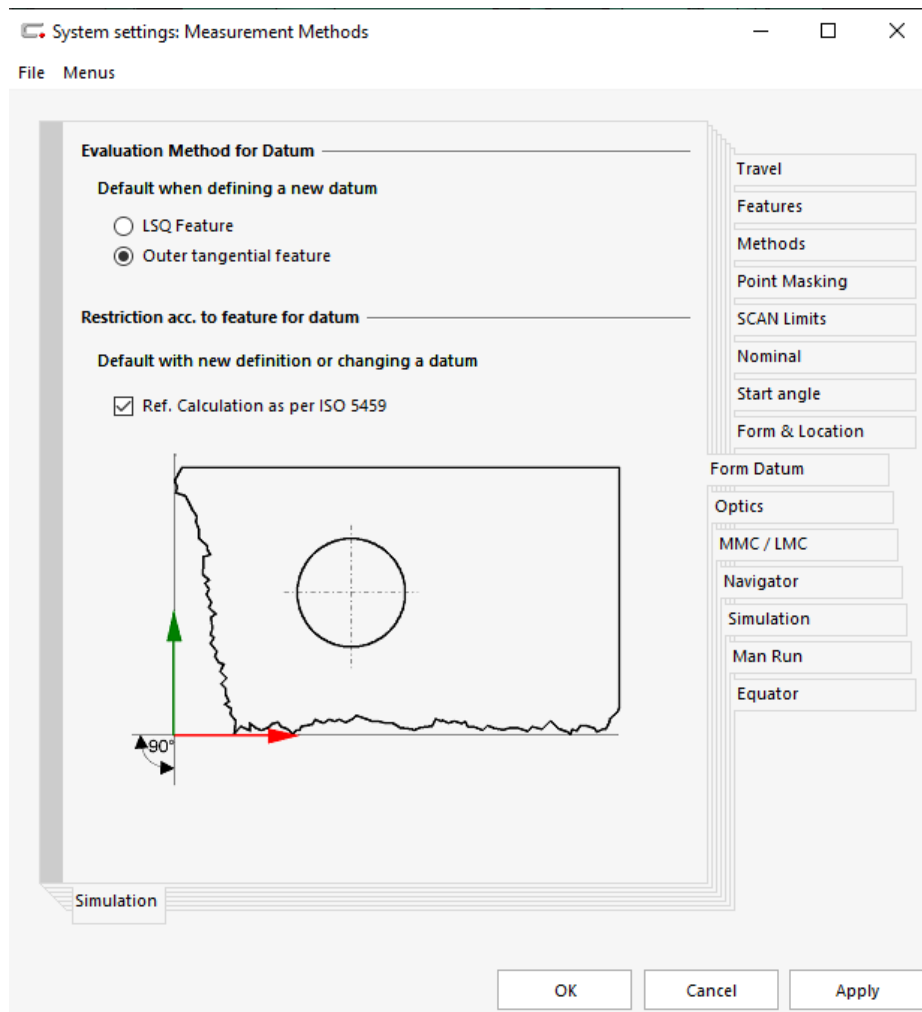 System settings: Measurement Methods
File Menus
Evaluation Method for Datum
Default when defining a new datum
LSQ Feature
Outer tangential feature
Restriction acc. to feature for datum
Default with new definition or changing a datum
Ref. Calculation as per ISO 5459
90°
Simulation
Travel
Features
Methods
Point Masking
SCAN Limits
Nominal
Start angle
Form & Location
Form Datum
Optics
MMC / LMC
Navigator
Simulation
Man Run
Equator
OK Cancel Apply